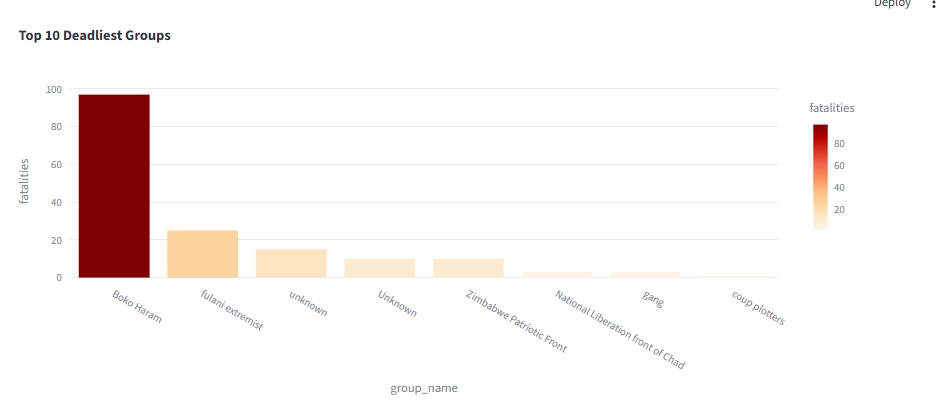 Deploy
Top 10 Deadliest Groups
fatalities
100
80
60
40
20
0
Boko Haram
fulani extremist
unknown
Unknown
Zimbabwe Patriotic Front
National Liberation front of Chad
gang
coup plotters
group_name
fatalities
80
60
40
20